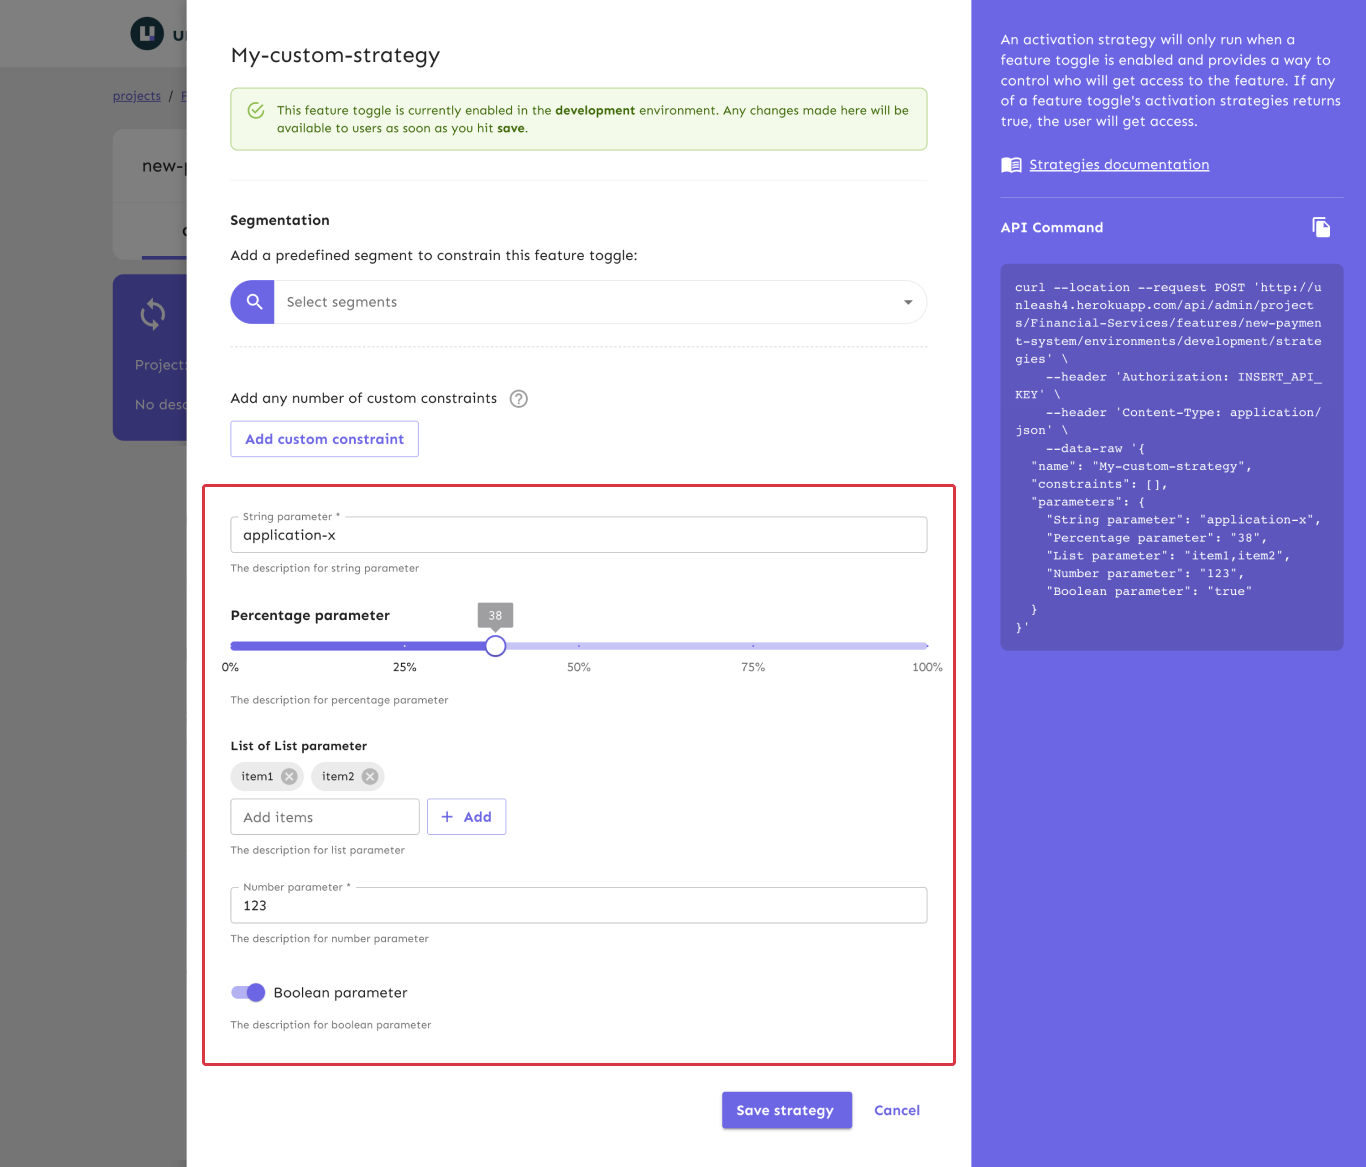 projects /
My-custom-strategy
This feature toggle is currently enabled in the development environment. Any changes made here will be
available to users as soon as you hit save.
Segmentation
Add a predefined segment to constrain this feature toggle:
Select segments
Add any number of custom constraints
Add custom constraint
String parameter *
application-x
The description for string parameter
Percentage parameter
38
0% 25% 50% 75% 100%
The description for percentage parameter
List of List parameter
item1 item2
Add items + Add
The description for list parameter
Number parameter *
123
The description for number parameter
Boolean parameter
The description for boolean parameter
Save strategy Cancel
Project:
An activation strategy will only run when a
feature toggle is enabled and provides a way to
control who will get access to the feature. If any
of a feature toggle's activation strategies returns
true, the user will get access.
Strategies documentation
API Command
curl --location --request POST 'http://u
nleash4.herokuapp.com/api/admin/project
s/Financial-Services/features/new-paymen
t-system/environments/development/strate
gies' \
--header 'Authorization: INSERT_API_
KEY' \
--header 'Content-Type: application/
json' \
--data-raw '{
"name": "My-custom-strategy",
"constraints": [],
"parameters": {
"String parameter": "application-x",
"Percentage parameter": "38",
"List parameter": "item1,item2",
"Number parameter": "123",
"Boolean parameter": "true"
}
}'